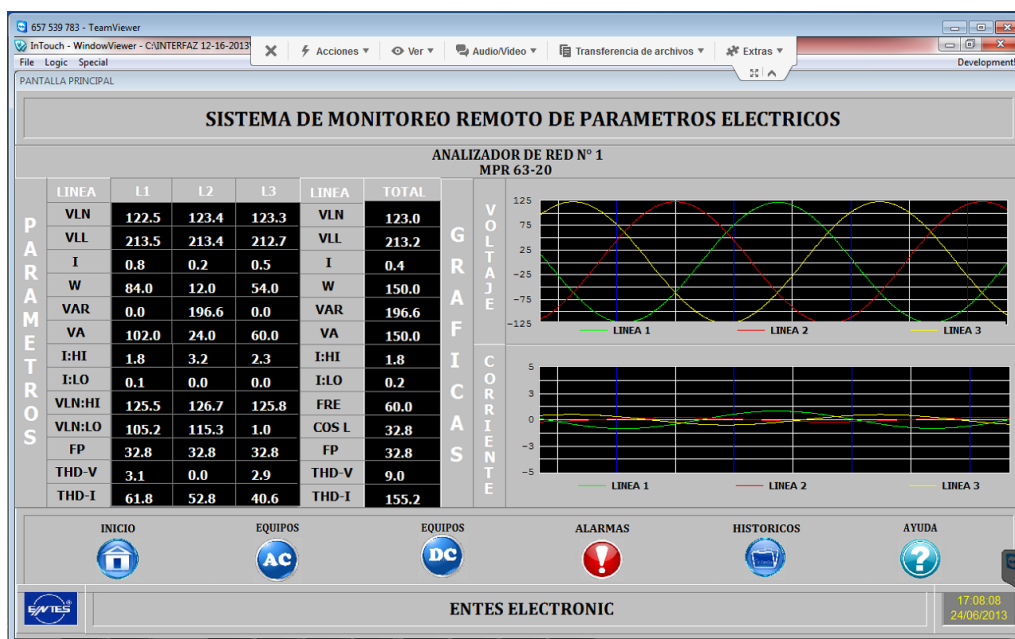 657 539 783 - TeamViewer
InTouch - WindowViewer - C:\INTERFAZ 12-16-2013\
Acciones
Ver
Audio/Video
Transferencia de archivos
Extras
File Logic Special
Development!
PANTALLA PRINCIPAL
SISTEMA DE MONITOREO REMOTO DE PARAMETROS ELECTRICOS
ANALIZADOR DE RED N° 1
MPR 63-20
PARAMETROS
LINEA L1 L2 L3 LINEA TOTAL
VLN 122.5 123.4 123.3 VLN 123.0
VLL 213.5 213.4 212.7 VLL 213.2
I 0.8 0.2 0.5 I 0.4
W 84.0 12.0 54.0 W 150.0
VAR 0.0 196.6 0.0 VAR 196.6
VA 102.0 24.0 60.0 VA 150.0
I:HI 1.8 3.2 2.3 I:HI 1.8
I:LO 0.1 0.0 0.0 I:LO 0.2
VLN:HI 125.5 126.7 125.8 FRE 60.0
VLN:LO 105.2 115.3 1.0 COS L 32.8
FP 32.8 32.8 32.8 FP 32.8
THD-V 3.1 0.0 2.9 THD-V 9.0
THD-I 61.8 52.8 40.6 THD-I 155.2
GRAFICAS
VOLTAJE
125
75
25
-25
-75
-125
LINEA 1 LINEA 2 LINEA 3
CORRIENTE
5
3
0
-3
-5
LINEA 1 LINEA 2 LINEA 3
INICIO
EQUIPOS
AC
EQUIPOS
DC
ALARMAS
HISTORICOS
AYUDA
ENTES
ENTES ELECTRONIC
17:08:08
24/06/2013